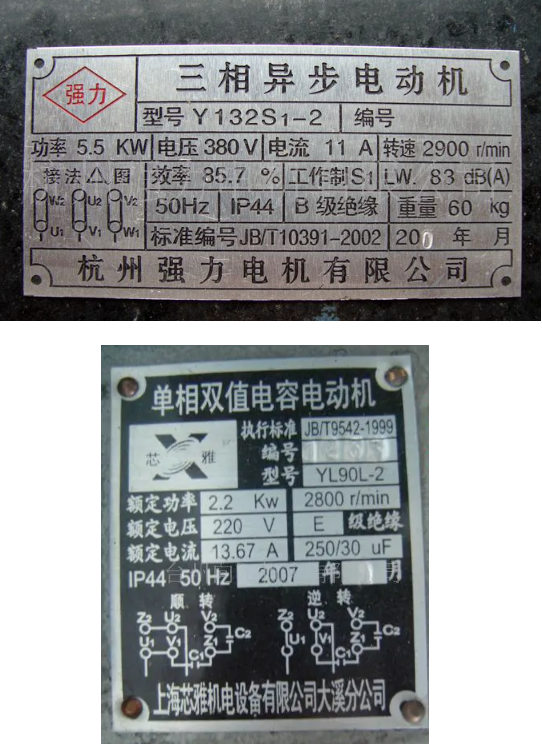 强力
三相异步电动机
型号 Y132S1-2 编号
功率 5.5 KW 电压 380V 电流 11 A 转速 2900 r/min
接法△图 效率 85.7 % 工作制S1 LW. 83 dB(A)
W2 U2 V2 50Hz IP44 B 级绝缘 重量 60 kg
U1 V1 W1 标准编号JB/T10391-2002 200 年 月
杭州强力电机有限公司
单相双值电容电动机
执行标准 JB/T9542-1999
芯雅 编号
型号 YL90L-2
额定功率 2.2 Kw 2800 r/min
额定电压 220 V E 级绝缘
额定电流 13.67 A 250/30 uF
IP44 50 Hz 2007 年 月
顺转 逆转
Z2 U2 V2 C2 U2 V2
U1 V1 Z1 C1 Z2 U1 V1 Z1 C2 C1
上海芯雅机电设备有限公司大溪分公司